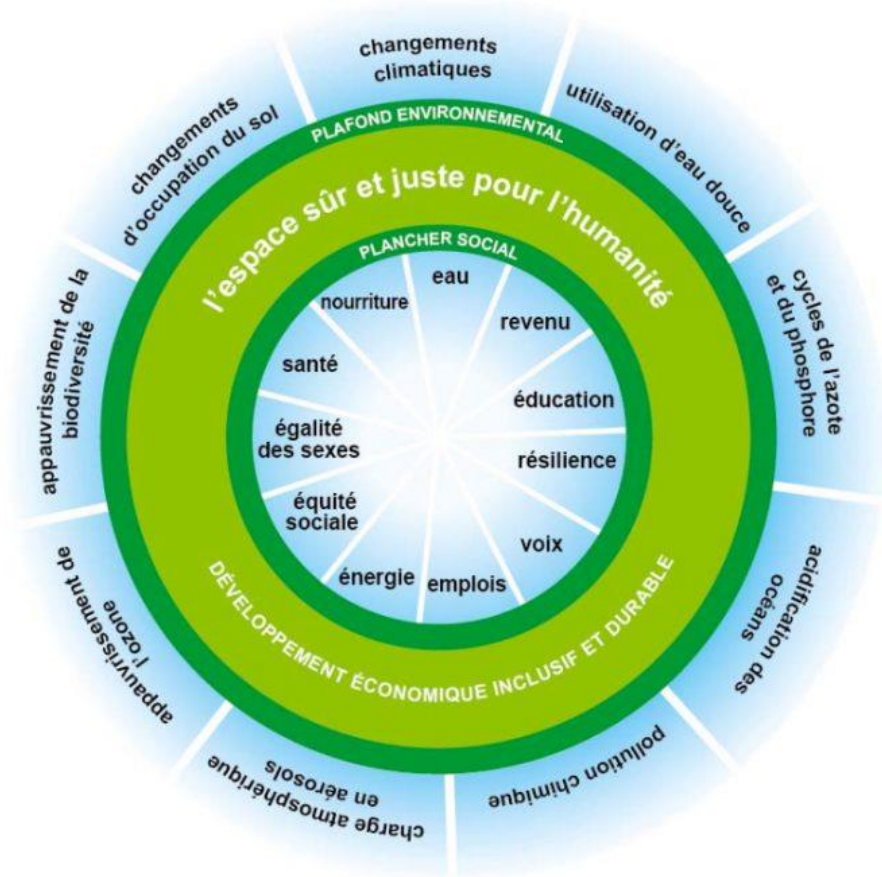 changements
climatiques
utilisation d'eau douce
cycles de l'azote
et du phosphore
acidification des
océans
pollution chimique
charge atmosphérique
en aérosols
appauvrissement de
l'ozone
appauvrissement de la
biodiversité
changements
d'occupation du sol
PLAFOND ENVIRONNEMENTAL
l'espace sûr et juste pour l'humanité
PLANCHER SOCIAL
eau
revenu
éducation
résilience
voix
emplois
énergie
équité
sociale
égalité
des sexes
santé
nourriture
DÉVELOPPEMENT ÉCONOMIQUE INCLUSIF ET DURABLE